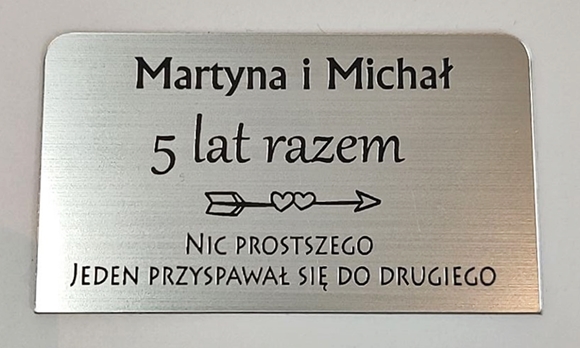 Martyna i Michał
5 lat razem
Nic prostszego
Jeden przyspawał się do drugiego